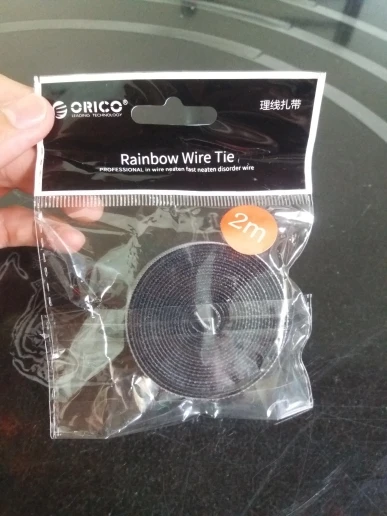 ORICO®
LEADING TECHNOLOGY
理线扎带
Rainbow Wire Tie
PROFESSIONAL in wire neaten fast neaten disorder wire
2m